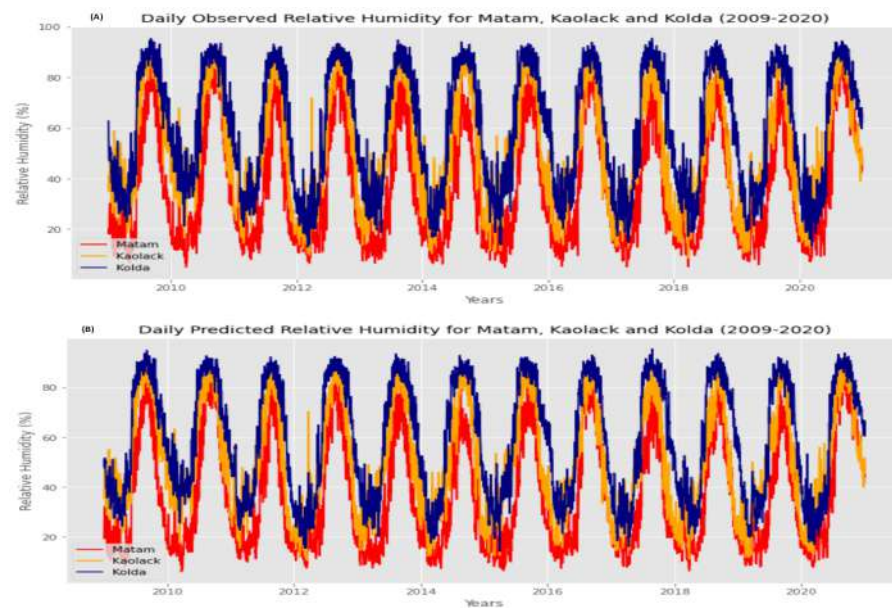 (A)
Daily Observed Relative Humidity for Matam, Kaolack and Kolda (2009-2020)
100
80
60
40
20
Relative Humidity (%)
Matam
Kaolack
Kolda
2010
2012
2014
2016
2018
2020
Years
(B)
Daily Predicted Relative Humidity for Matam, Kaolack and Kolda (2009-2020)
80
60
40
20
Relative Humidity (%)
Matam
Kaolack
Kolda
2010
2012
2014
2016
2018
2020
Years